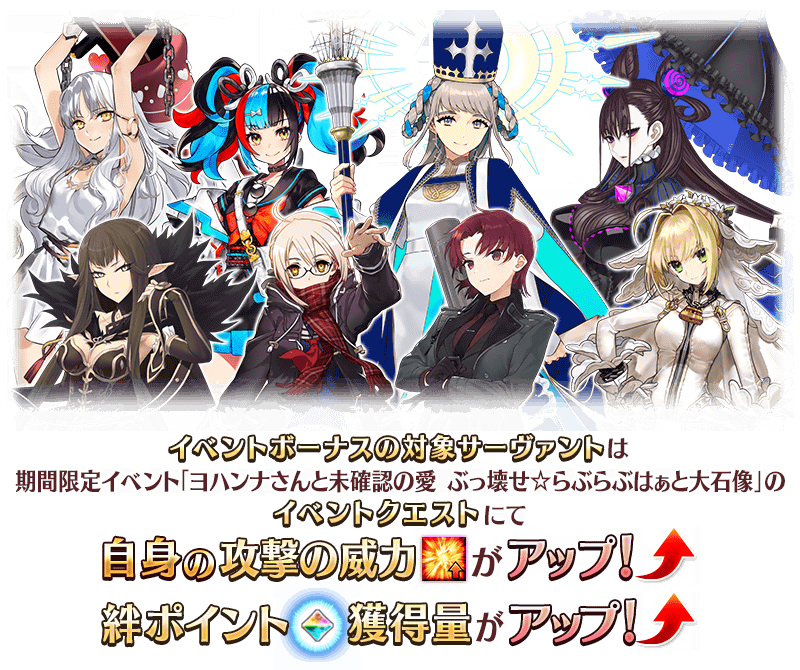 イベントボーナスの対象サーヴァントは
期間限定イベント「ヨハンナさんと未確認の愛 ぶっ壊せ☆らぶらぶはぁと大石像」の
イベントクエストにて
自身の攻撃の威力がアップ!
絆ポイント獲得量がアップ!